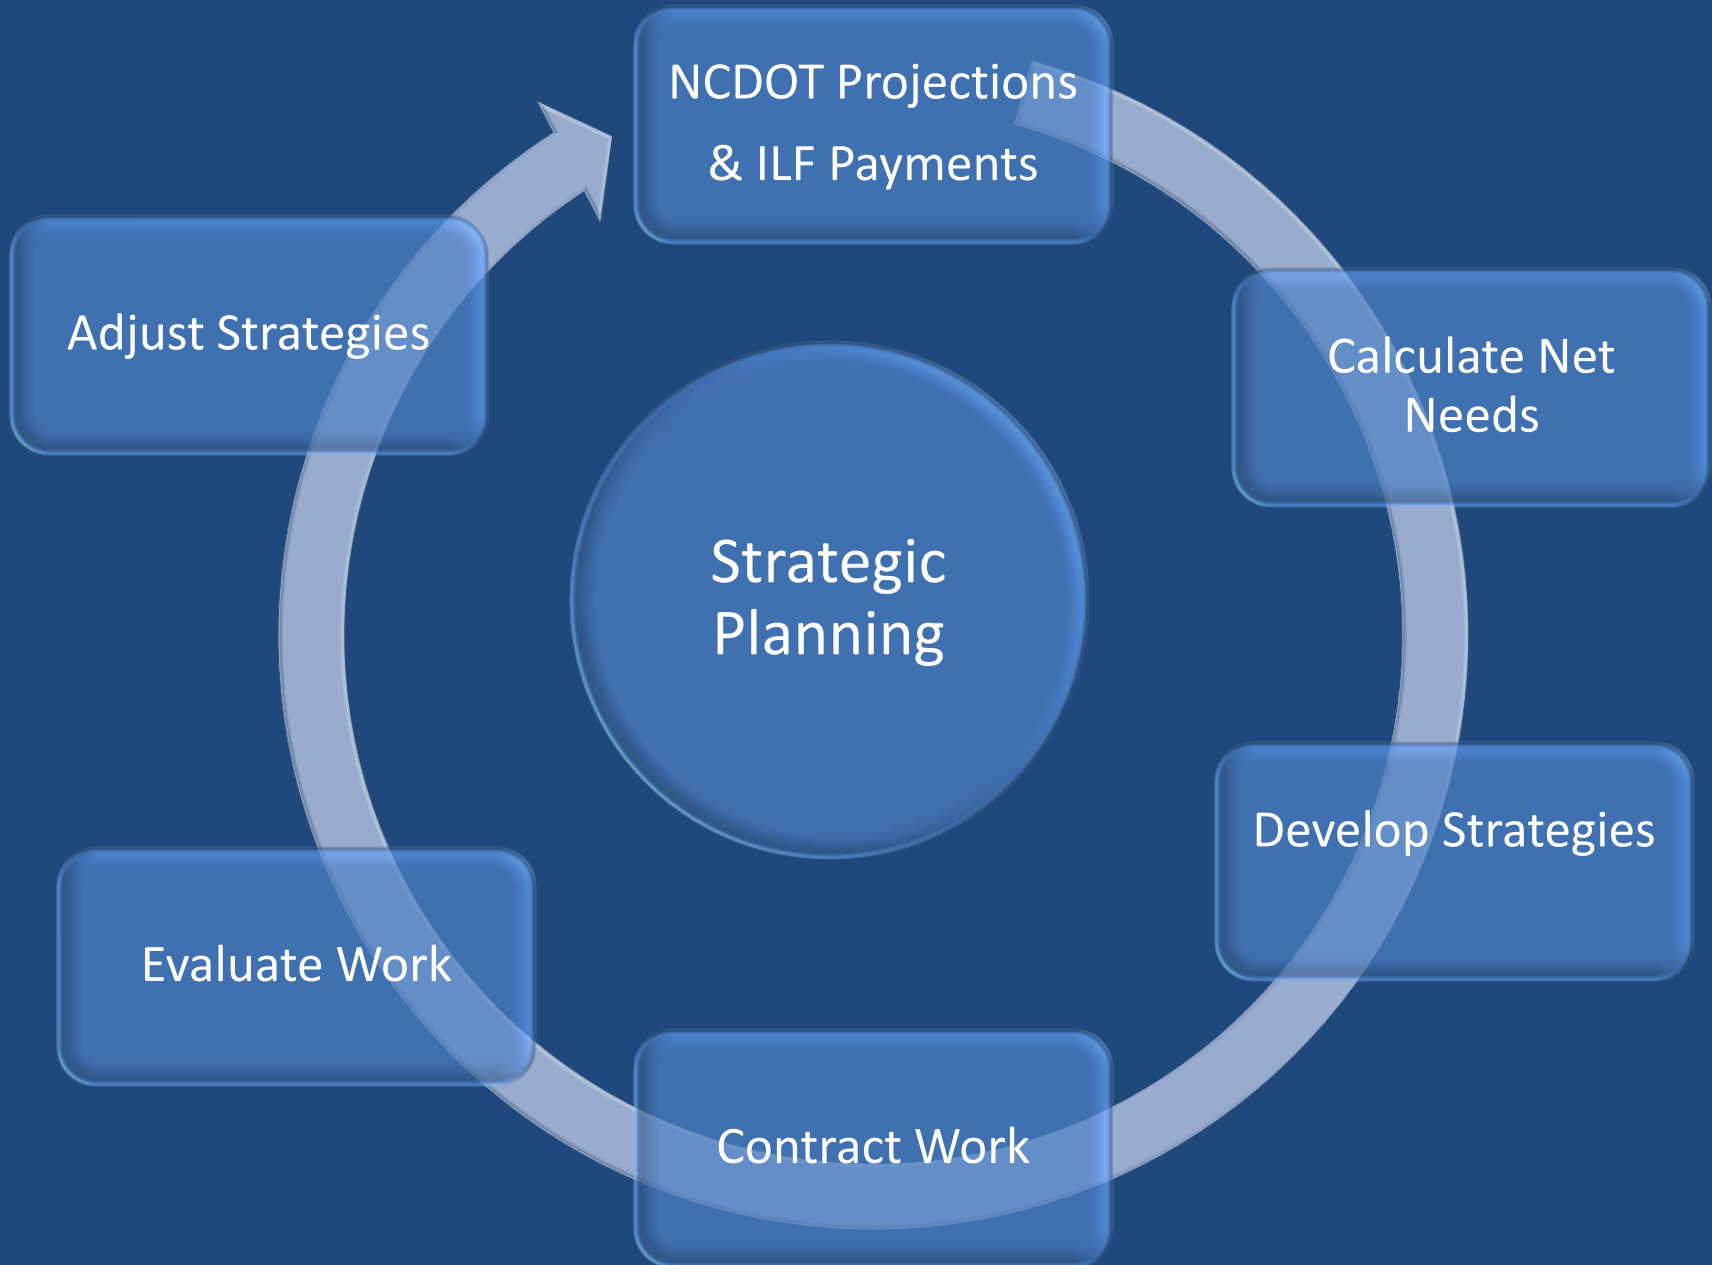 NCDOT Projections
& ILF Payments
Calculate Net
Needs
Develop Strategies
Contract Work
Evaluate Work
Adjust Strategies
Strategic
Planning